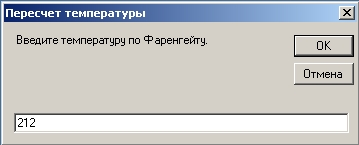 Пересчет температуры
Введите температуру по Фаренгейту.
OK
Отмена
212